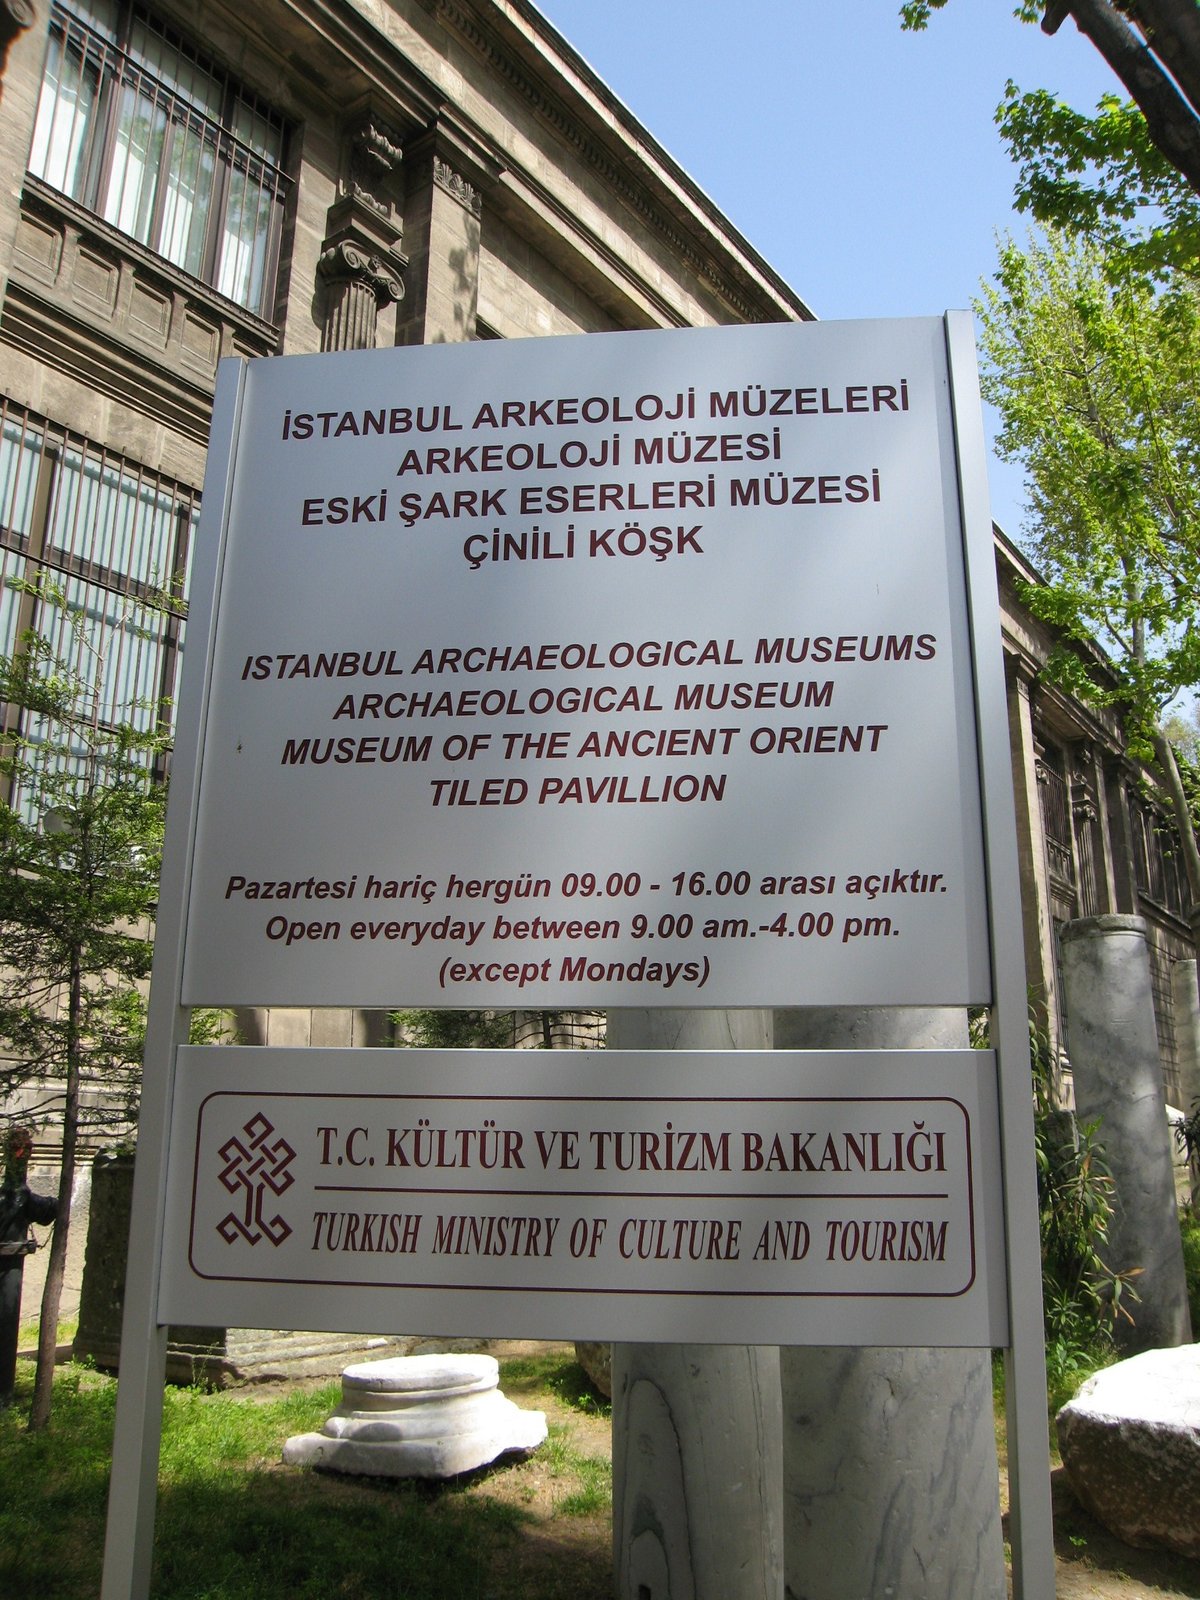 İSTANBUL ARKEOLOJİ MÜZELERİ
ARKEOLOJİ MÜZESİ
ESKİ ŞARK ESERLERİ MÜZESİ
ÇİNİLİ KÖŞK
ISTANBUL ARCHAEOLOGICAL MUSEUMS
ARCHAEOLOGICAL MUSEUM
MUSEUM OF THE ANCIENT ORIENT
TILED PAVILLION
Pazartesi hariç hergün 09.00 - 16.00 arası açıktır.
Open everyday between 9.00 am.-4.00 pm.
(except Mondays)
T.C. KÜLTÜR VE TURİZM BAKANLIĞI
TURKISH MINISTRY OF CULTURE AND TOURISM